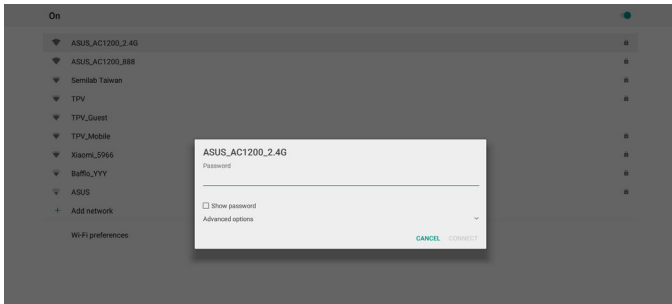 On
ASUS_AC1200_2.4G
ASUS_AC1200_888
Semilab Taiwan
TPV
TPV_Guest
TPV_Mobile
Xiaomi_5966
Bafflo_YYY
ASUS
+ Add network
Wi-Fi preferences
ASUS_AC1200_2.4G
Password
Show password
Advanced options
CANCEL CONNECT